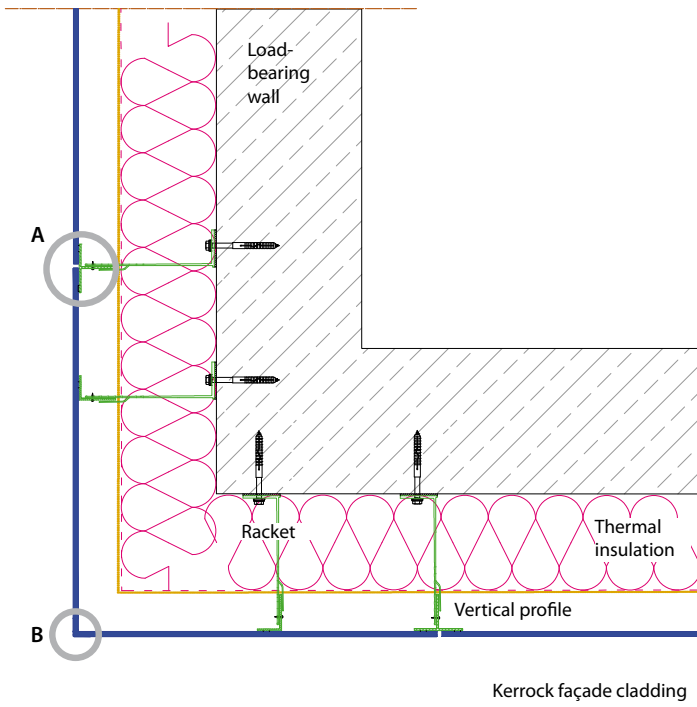 Load-
bearing
wall
A
Racket
Thermal
insulation
Vertical profile
B
Kerrock façade cladding